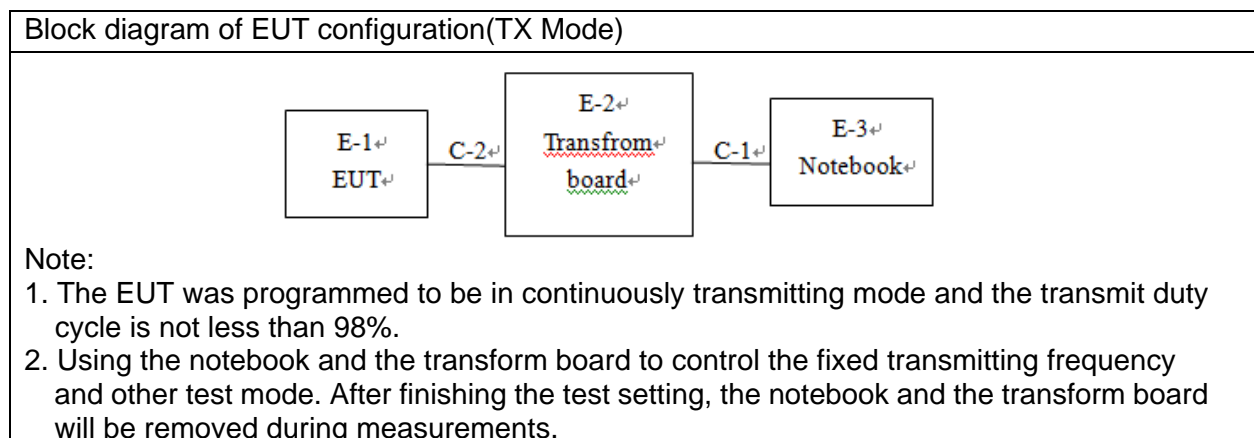 Block diagram of EUT configuration(TX Mode)
E-1↵
EUT↵
C-2↵
E-2↵
Transfrom↵
board↵
C-1↵
E-3↵
Notebook↵
Note:
1. The EUT was programmed to be in continuously transmitting mode and the transmit duty
cycle is not less than 98%.
2. Using the notebook and the transform board to control the fixed transmitting frequency
and other test mode. After finishing the test setting, the notebook and the transform board
will be removed during measurements.